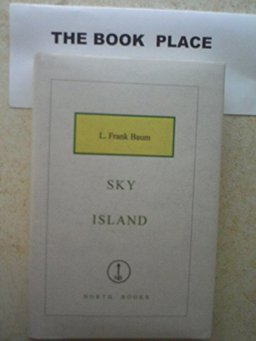 THE BOOK PLACE
L. Frank Baum
SKY
ISLAND
NORTH BOOKS